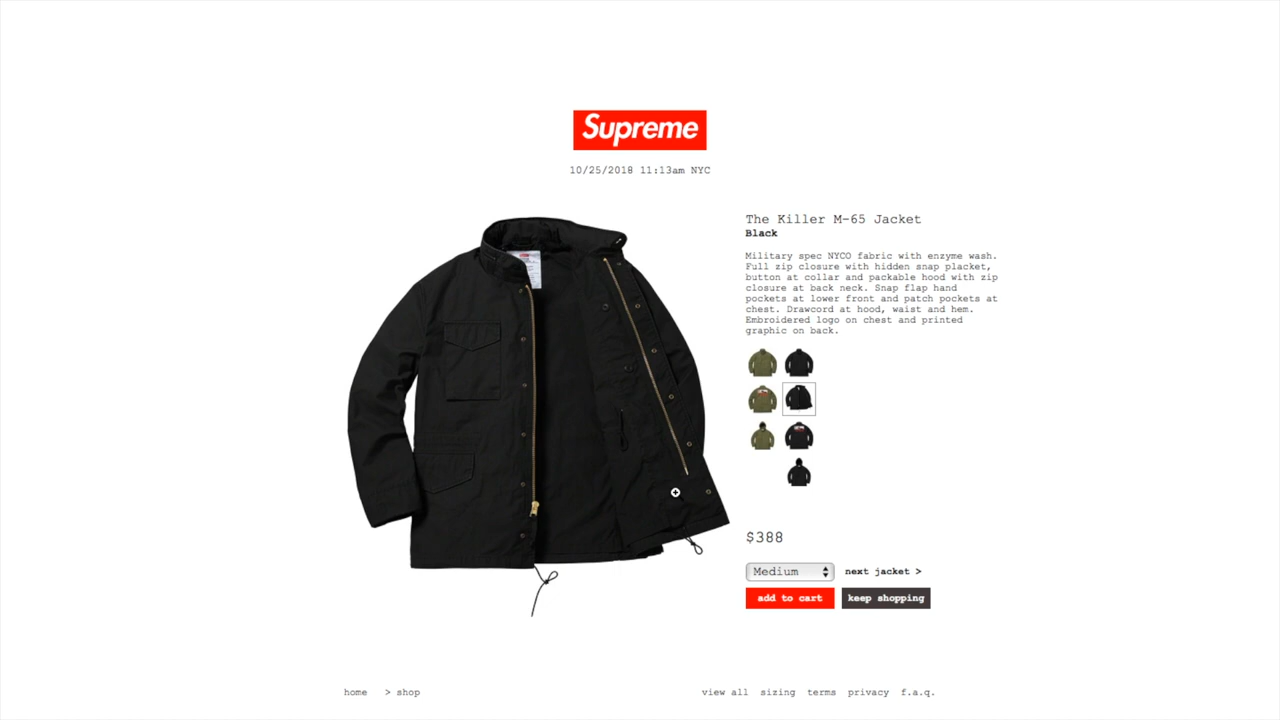 Supreme
10/25/2018 11:13am NYC
The Killer M-65 Jacket
Black
Military spec NYCO fabric with enzyme wash.
Full zip closure with hidden snap placket,
button at collar and packable hood with zip
closure at back neck. Snap flap hand
pockets at lower front and patch pockets at
chest. Drawcord at hood, waist and hem.
Embroidered logo on chest and printed
graphic on back.
$388
Medium
next jacket >
add to cart
keep shopping
home > shop
view all sizing terms privacy f.a.q.